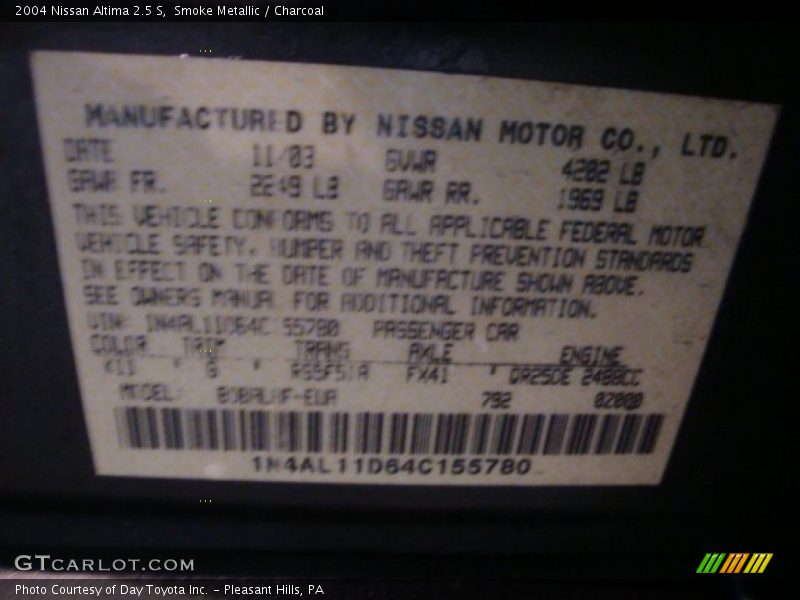 2004 Nissan Altima 2.5 S, Smoke Metallic / Charcoal
MANUFACTURED BY NISSAN MOTOR CO., LTD.
DATE 11/03 GVWR 4202 LB
GAWR FR. 2249 LB GAWR RR. 1969 LB
THIS VEHICLE CONFORMS TO ALL APPLICABLE FEDERAL MOTOR
VEHICLE SAFETY, BUMPER AND THEFT PREVENTION STANDARDS
IN EFFECT ON THE DATE OF MANUFACTURE SHOWN ABOVE.
SEE OWNERS MANUAL FOR ADDITIONAL INFORMATION.
VIN: 1N4AL11D64C155780 PASSENGER CAR
COLOR TRIM TRANS AXLE ENGINE
K11 G RS5F51A FX41 QR25DE 2488CC
MODEL: 792 02000
1N4AL11D64C155780
GTCARLOT.COM
Photo Courtesy of Day Toyota Inc. - Pleasant Hills, PA